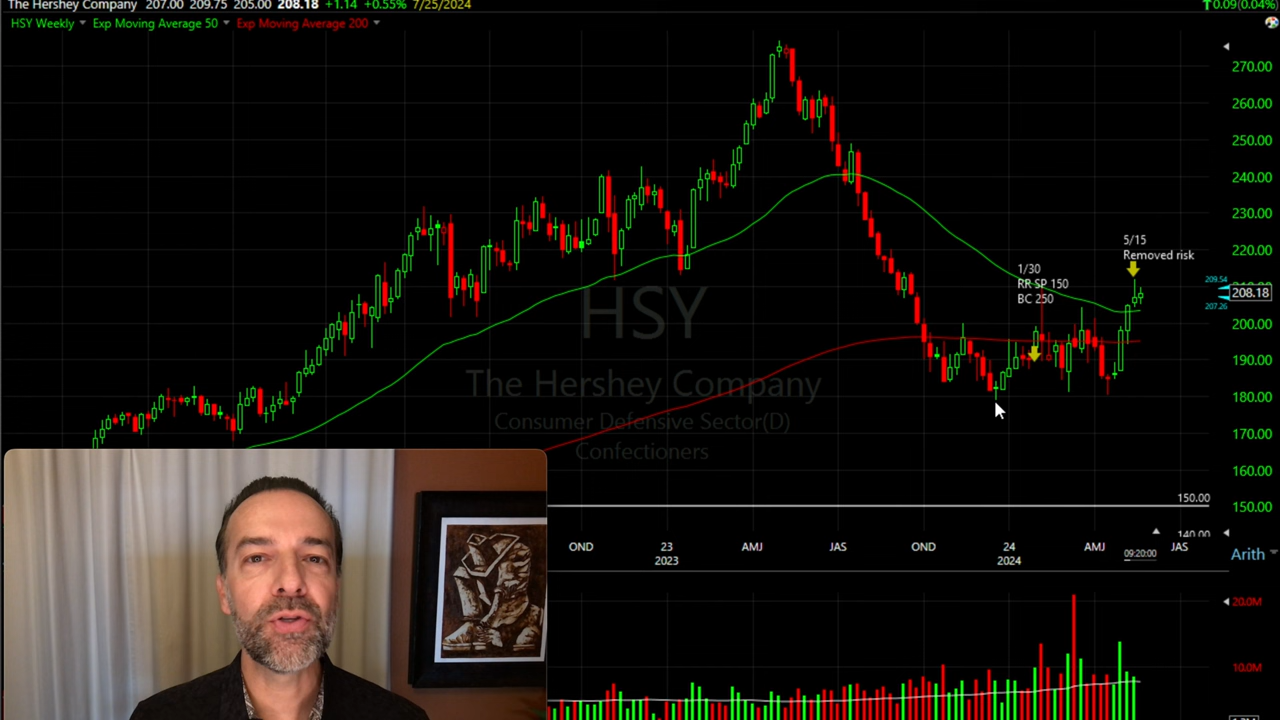 The Hershey Company 207.00 209.75 205.00 208.18 +1.14 +0.55% 7/25/2024 0.09(0.04%)
HSY Weekly Exp Moving Average 50 Exp Moving Average 200
270.00
260.00
250.00
240.00
230.00
5/15
Removed risk
220.00
1/30
RR SP 150
BC 250
209.54
208.18
207.26
HSY
200.00
190.00
The Hershey Company
180.00
Consumer Defensive Sector(D)
170.00
Confectioners
160.00
150.00
150.00
140.00
OND 23 AMJ JAS OND 24 AMJ 09:20:00 JAS Arith
2023 2024
20.0M
10.0M